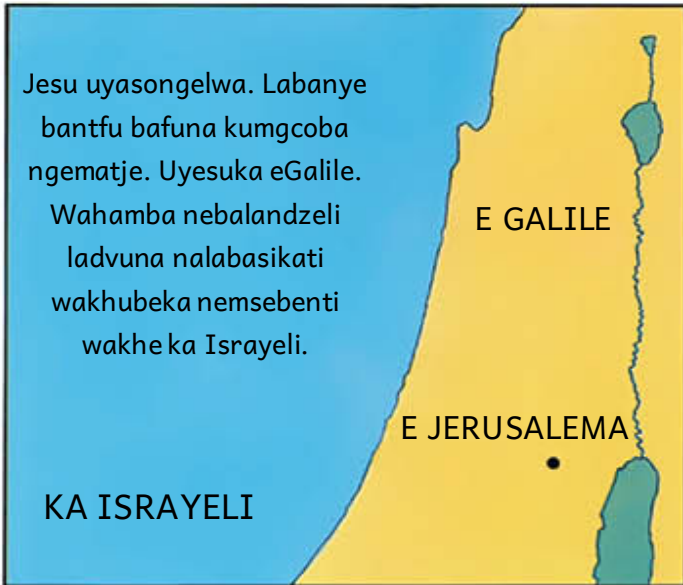 Jesu uyasongelwa. Labanye
bantfu bafuna kumgcoba
ngematje. Uyesuka eGalile.
Wahamba nebalandzeli
ladvuna nalabasikati
wakhubeka nemsebenti
wakhe ka Israyeli.
E GALILE
E JERUSALEMA
KA ISRAYELI